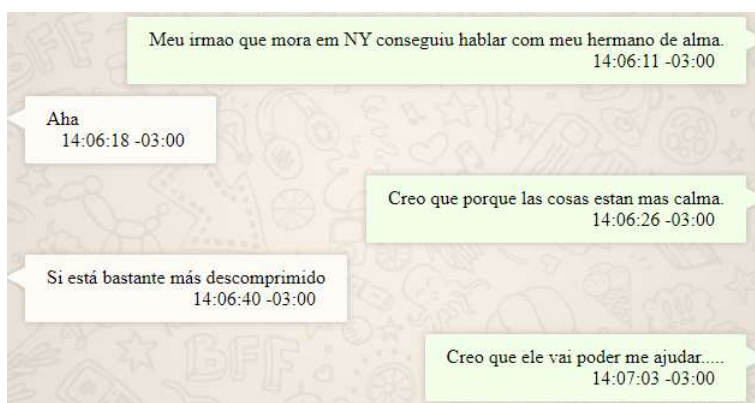 Meu irmao que mora em NY conseguiu hablar com meu hermano de alma.
14:06:11 -03:00
Aha
14:06:18 -03:00
Creo que porque las cosas estan mas calma.
14:06:26 -03:00
Si está bastante más descomprimido
14:06:40 -03:00
Creo que ele vai poder me ajudar.....
14:07:03 -03:00
BFF
BFF